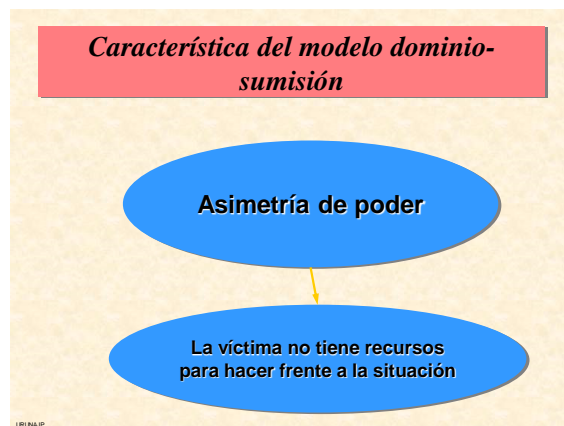 Característica del modelo dominio-
sumisión
Asimetría de poder
La víctima no tiene recursos
para hacer frente a la situación